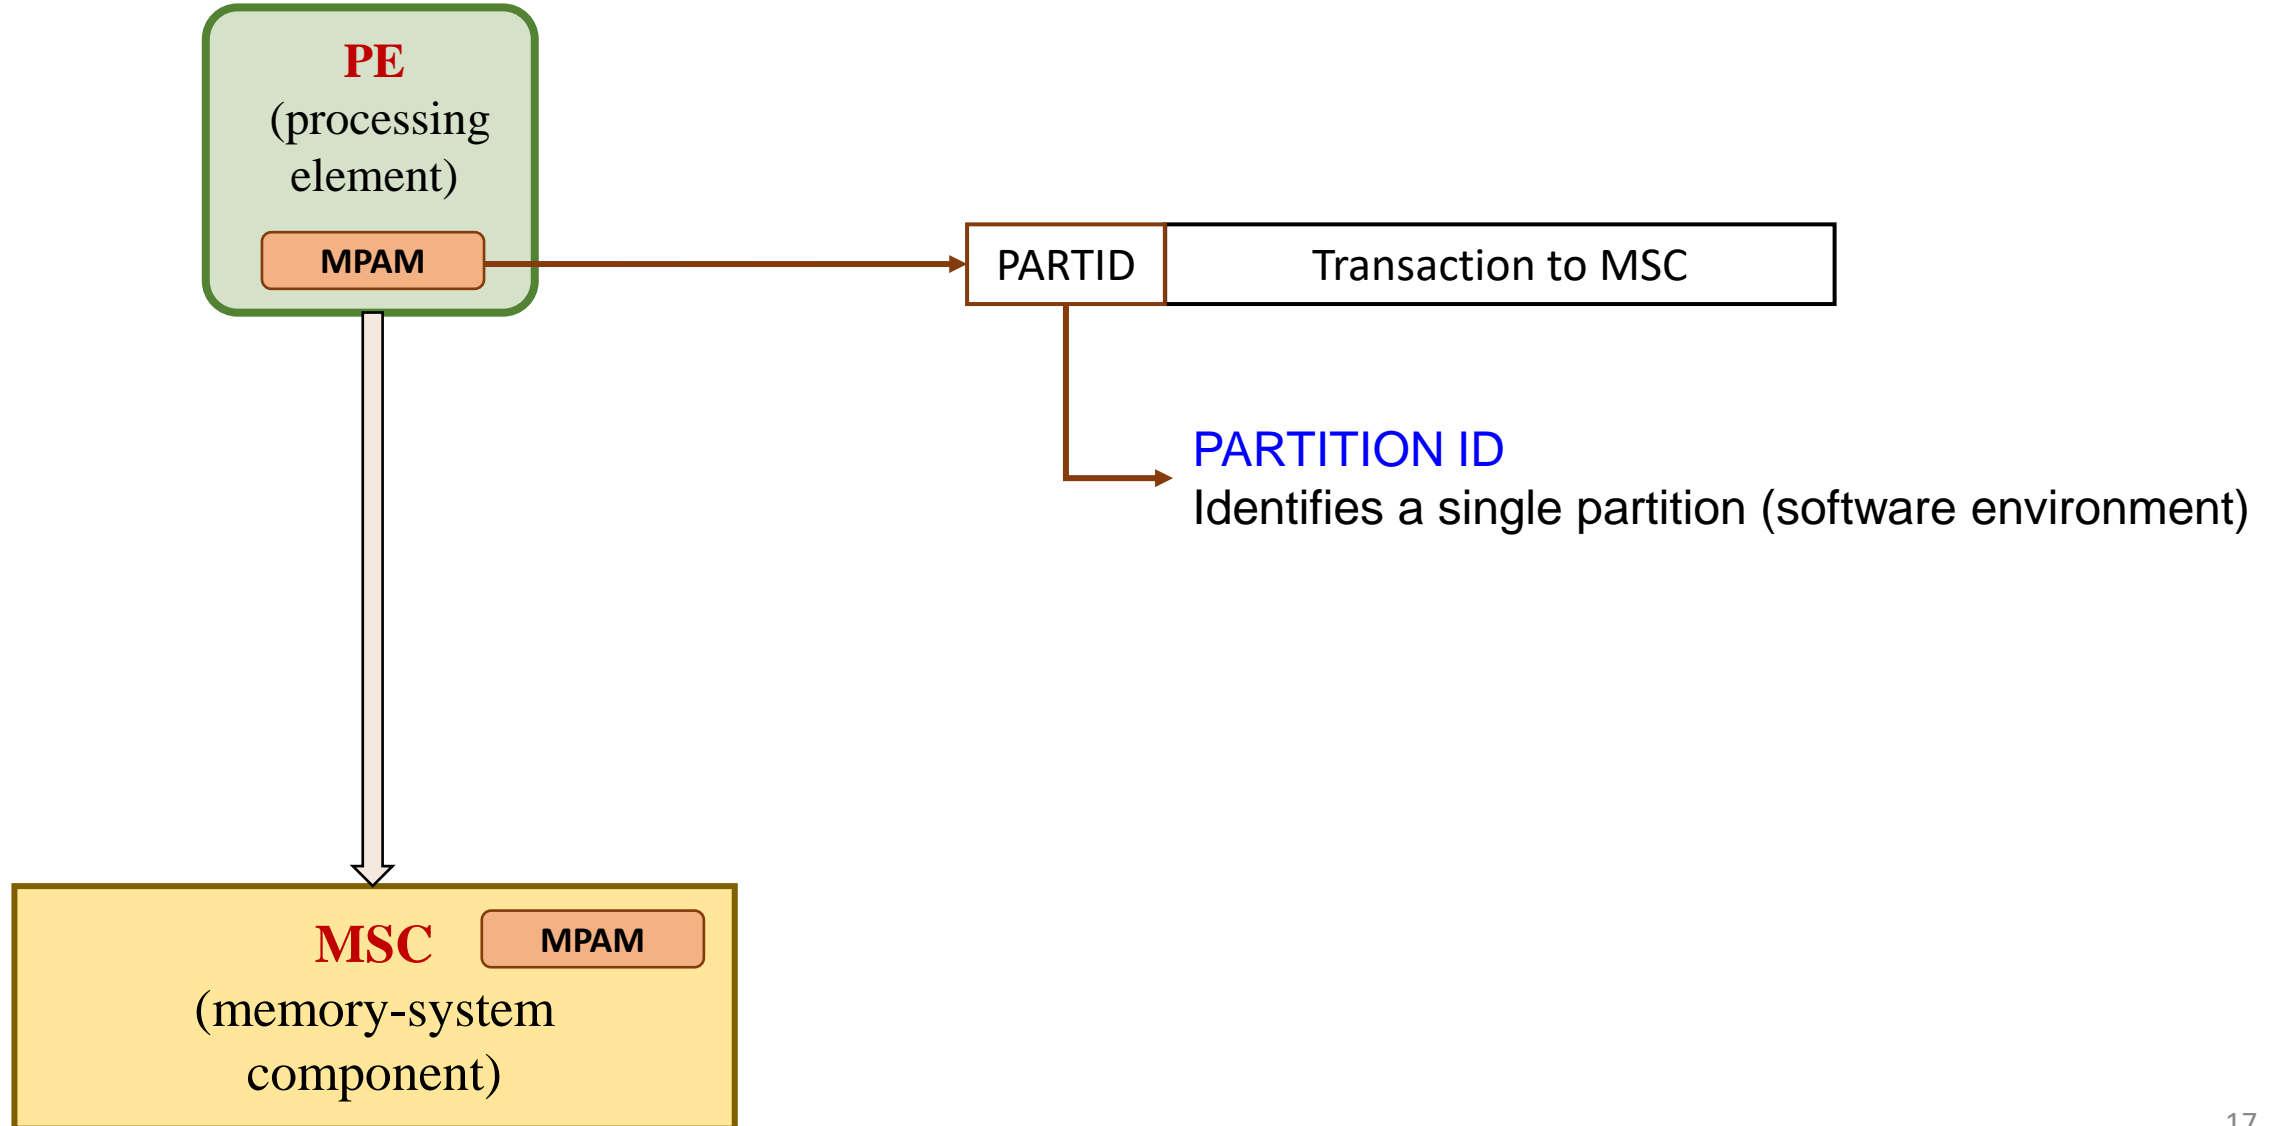 PE
(processing
element)
MPAM
PARTID
Transaction to MSC
PARTITION ID
Identifies a single partition (software environment)
MSC
MPAM
(memory-system
component)
17